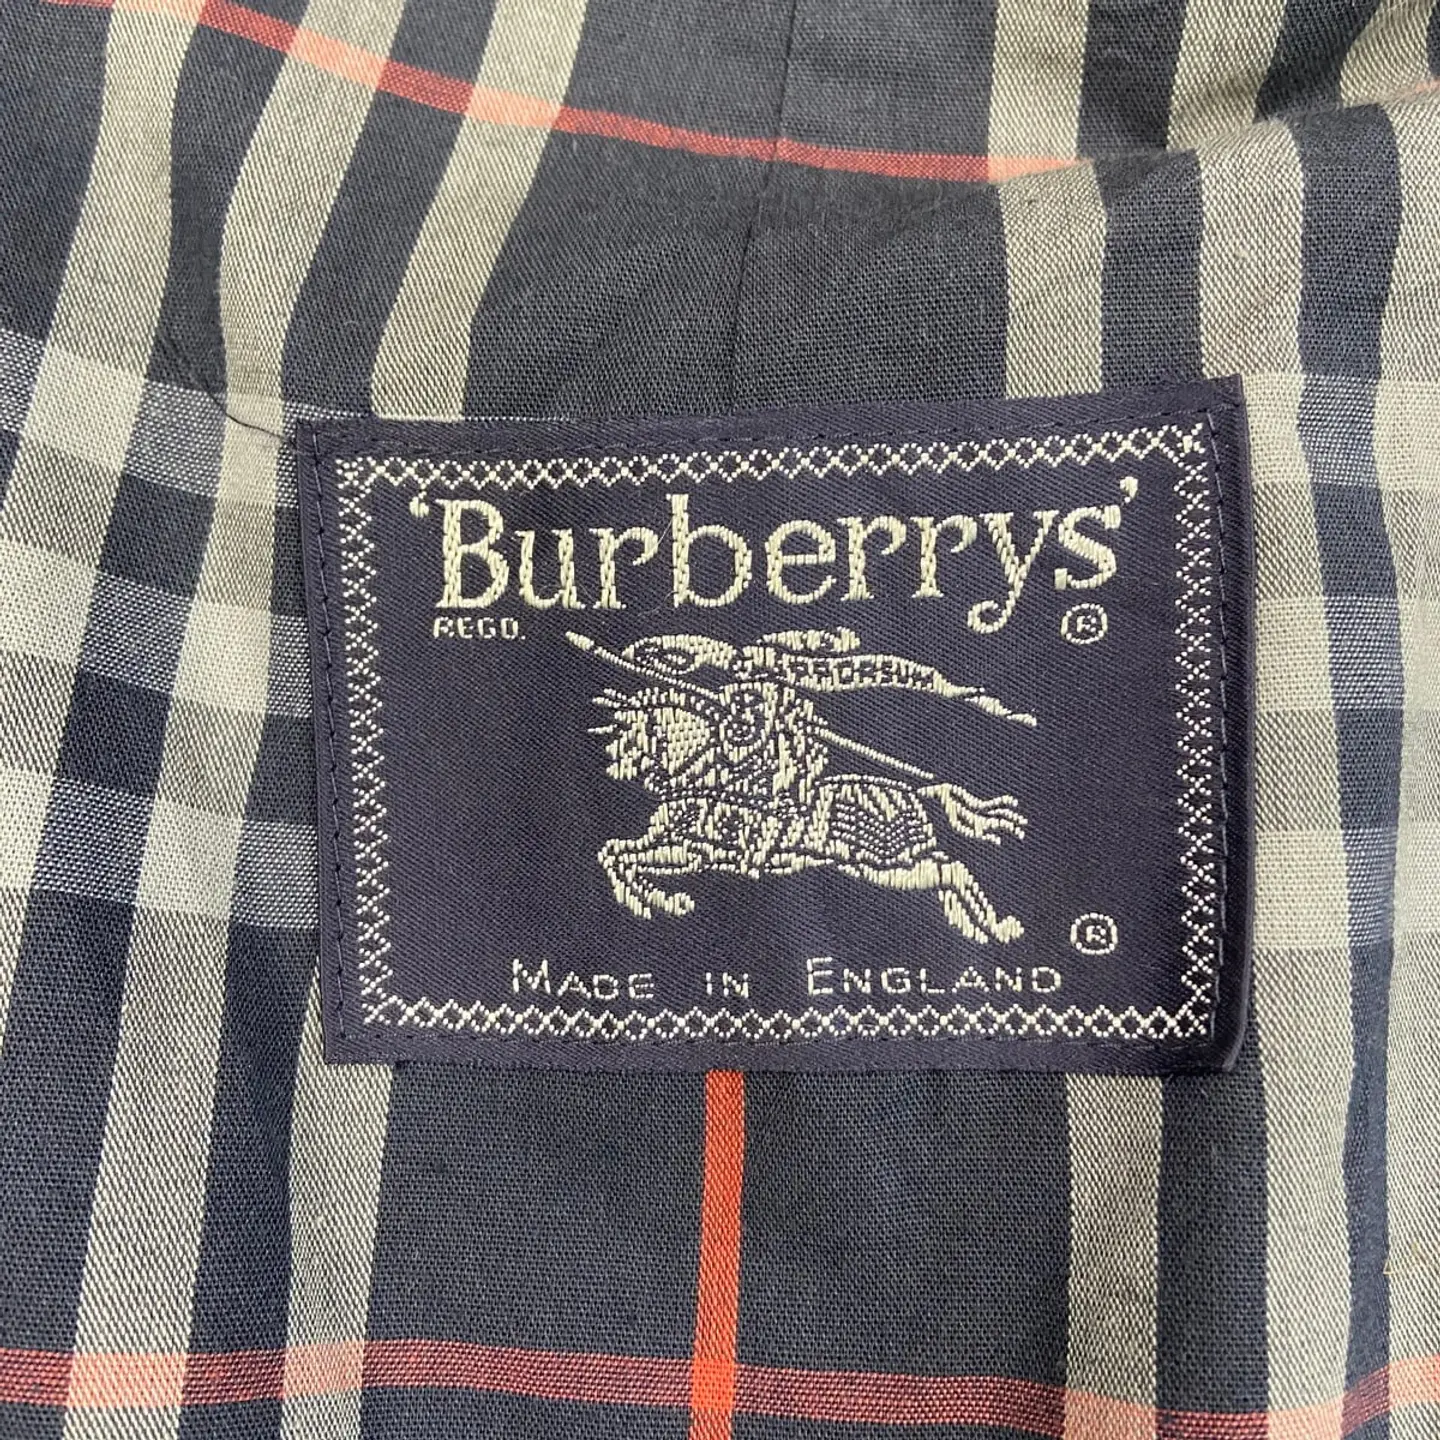 ‘Burberrys’
REGD. ®
PRORSUM
®
MADE IN ENGLAND